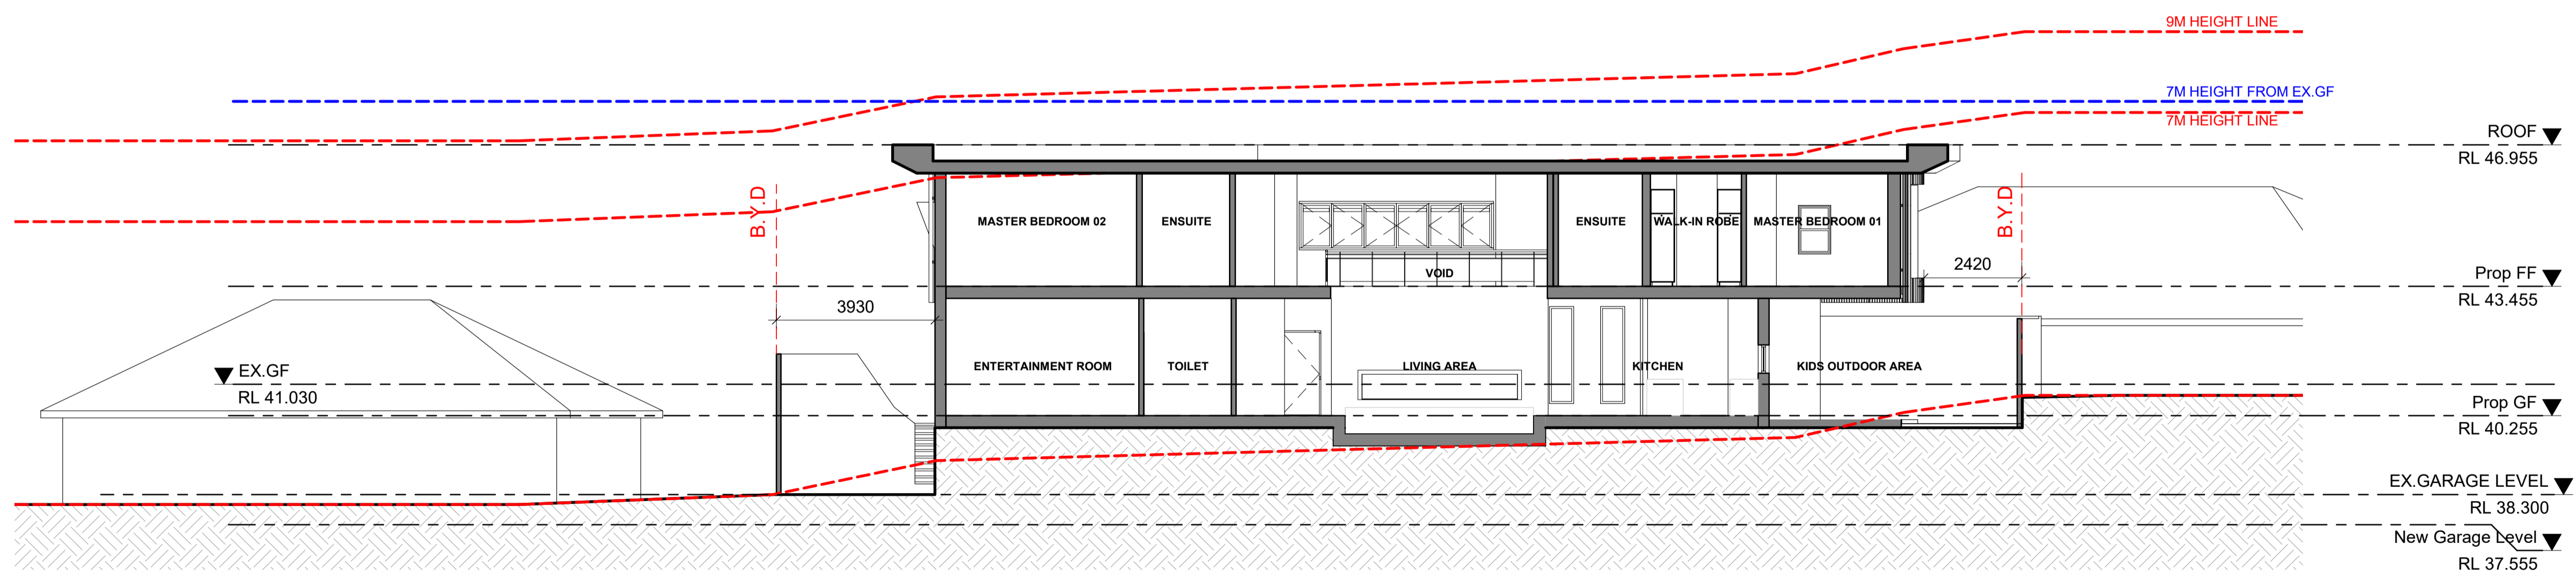 9M HEIGHT LINE
7M HEIGHT FROM EX.GF
7M HEIGHT LINE
ROOF
RL 46.955
B.Y.D
B.Y.D
MASTER BEDROOM 02
ENSUITE
ENSUITE
WALK-IN ROBE
MASTER BEDROOM 01
VOID
2420
Prop FF
RL 43.455
3930
EX.GF
RL 41.030
ENTERTAINMENT ROOM
TOILET
LIVING AREA
KITCHEN
KIDS OUTDOOR AREA
Prop GF
RL 40.255
EX.GARAGE LEVEL
RL 38.300
New Garage Level
RL 37.555